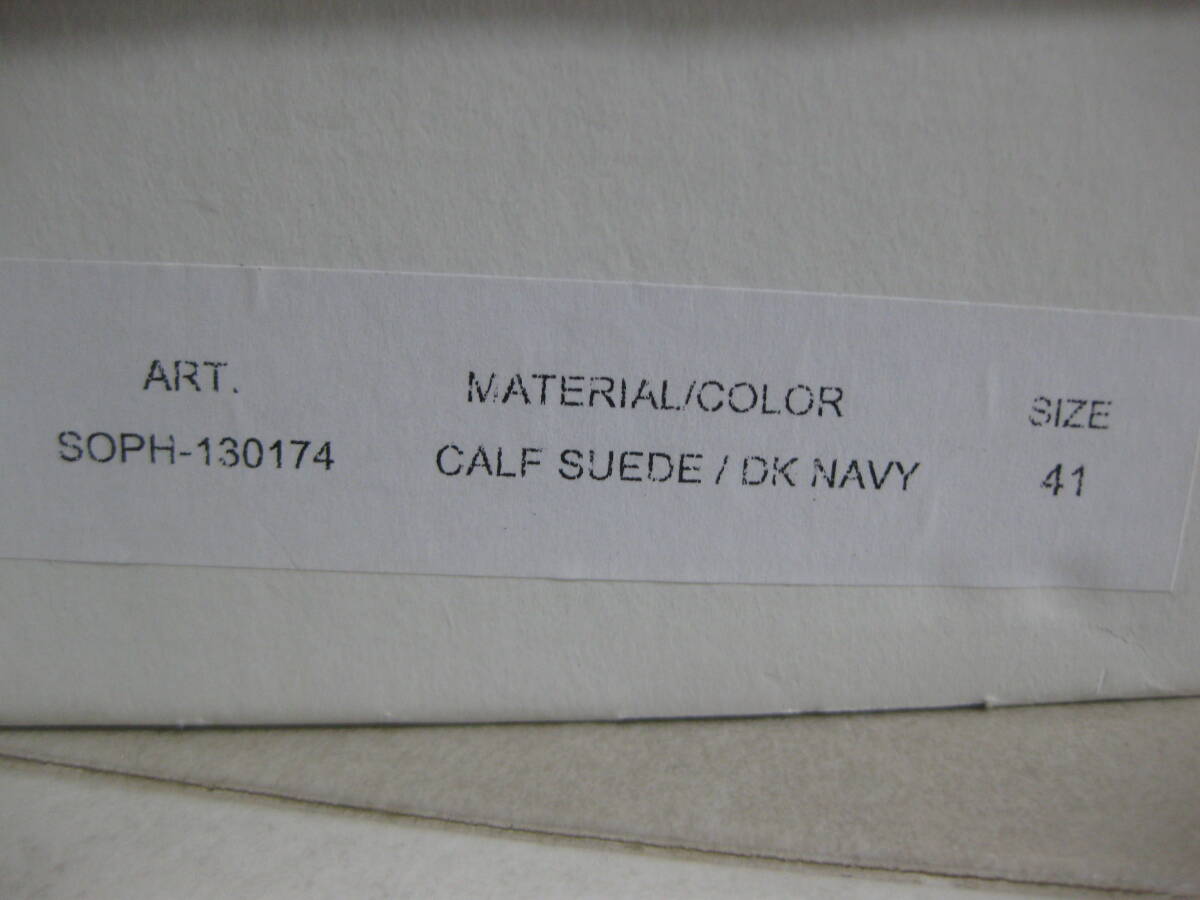 ART. MATERIAL/COLOR SIZE
SOPH-130174 CALF SUEDE / DK NAVY 41